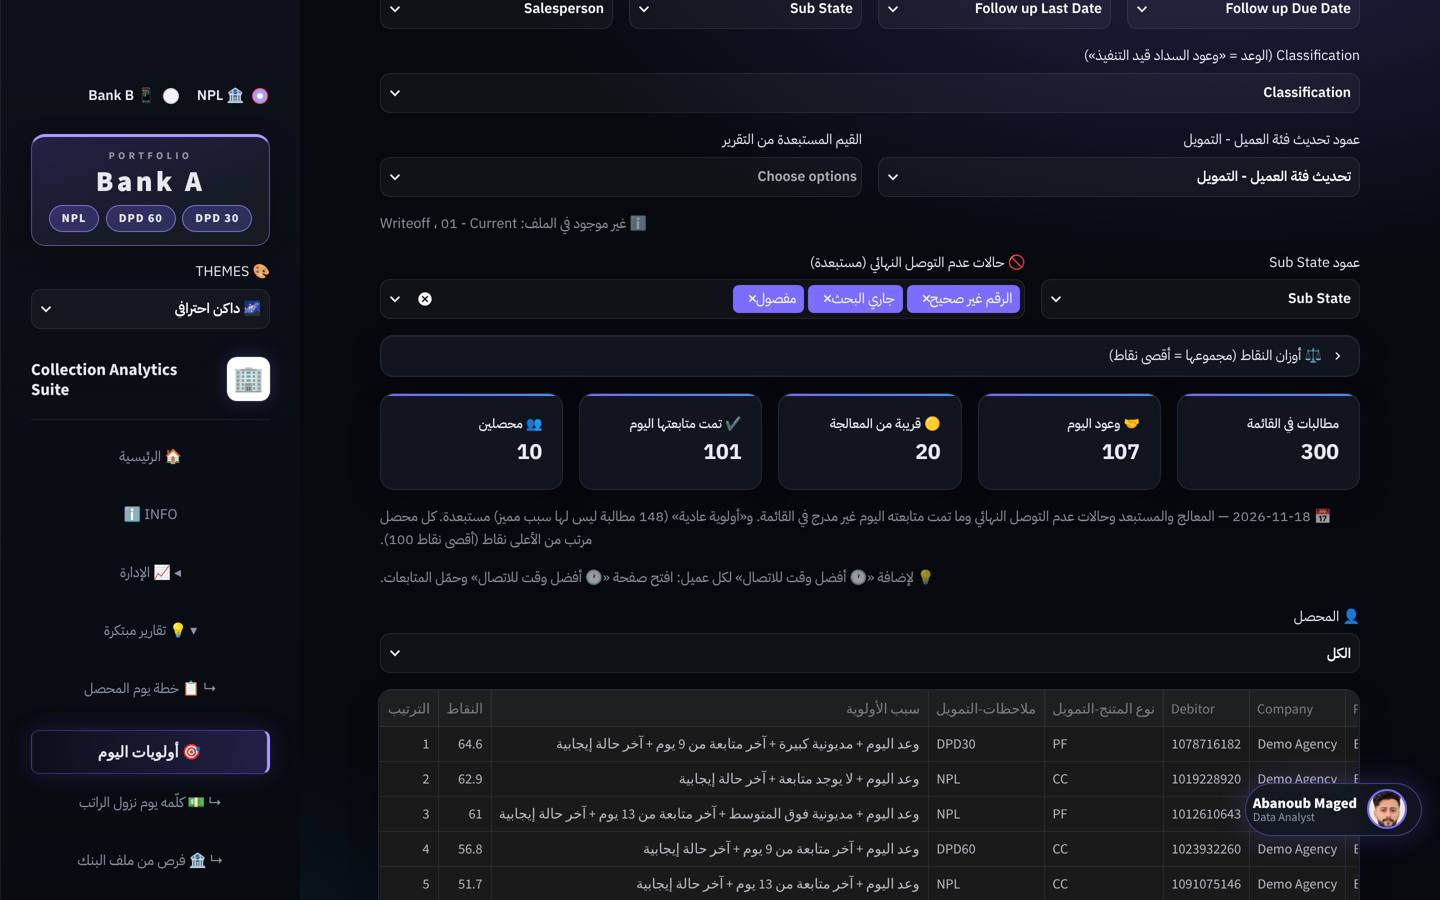 Follow up Due Date
Follow up Last Date
Sub State
Salesperson
Classification (الوعد = «وعود السداد قيد التنفيذ»)
Classification
عمود تحديث فئة العميل - التمويل
القيم المستبعدة من التقرير
تحديث فئة العميل - التمويل
Choose options
ℹ️ غير موجود في الملف: Writeoff ، 01 - Current
عمود Sub State
🚫 حالات عدم التوصل النهائي (مستبعدة)
Sub State
الرقم غير صحيح× جاري البحث× مفصول×
⚖️ أوزان النقاط (مجموعها = أقصى نقاط)
مطالبات في القائمة
300
🤝 وعود اليوم
107
🟡 قريبة من المعالجة
20
✔️ تمت متابعتها اليوم
101
👥 محصلين
10
📅 2026-11-18 — المعالج والمستبعد وحالات عدم التوصل النهائي وما تمت متابعته اليوم غير مدرج في القائمة. و«أولوية عادية» (148 مطالبة ليس لها سبب مميز) مستبعدة. كل محصل
مرتب من الأعلى نقاط (أقصى نقاط 100).
💡 لإضافة «🕐 أفضل وقت للاتصال» لكل عميل: افتح صفحة «🕐 أفضل وقت للاتصال» وحمّل المتابعات.
👤 المحصل
الكل
الترتيب النقاط سبب الأولوية ملاحظات-التمويل نوع المنتج-التمويل Debitor Company
1 64.6 وعد اليوم + مديونية كبيرة + آخر متابعة من 9 يوم + آخر حالة إيجابية DPD30 PF 1078716182 Demo Agency
2 62.9 وعد اليوم + لا يوجد متابعة + آخر حالة إيجابية NPL CC 1019228920 Demo Agency
3 61 وعد اليوم + مديونية فوق المتوسط + آخر متابعة من 13 يوم + آخر حالة إيجابية NPL PF 1012610643
4 56.8 وعد اليوم + آخر متابعة من 9 يوم + آخر حالة إيجابية DPD60 CC 1023932260 Demo Agency
5 51.7 وعد اليوم + آخر متابعة من 13 يوم + آخر حالة إيجابية NPL CC 1091075146 Demo Agency
NPL 🏦 Bank B 📱
PORTFOLIO
Bank A
NPL DPD 60 DPD 30
THEMES 🎨
🌌 داكن احترافي
Collection Analytics
Suite
🏠 الرئيسية
ℹ️ INFO
◂ 📈 الإدارة
▾ 💡 تقارير مبتكرة
↳ 📋 خطة يوم المحصل
🎯 أولويات اليوم
↳ 💵 كلّمه يوم نزول الراتب
↳ 🏦 فرص من ملف البنك
Abanoub Maged
Data Analyst